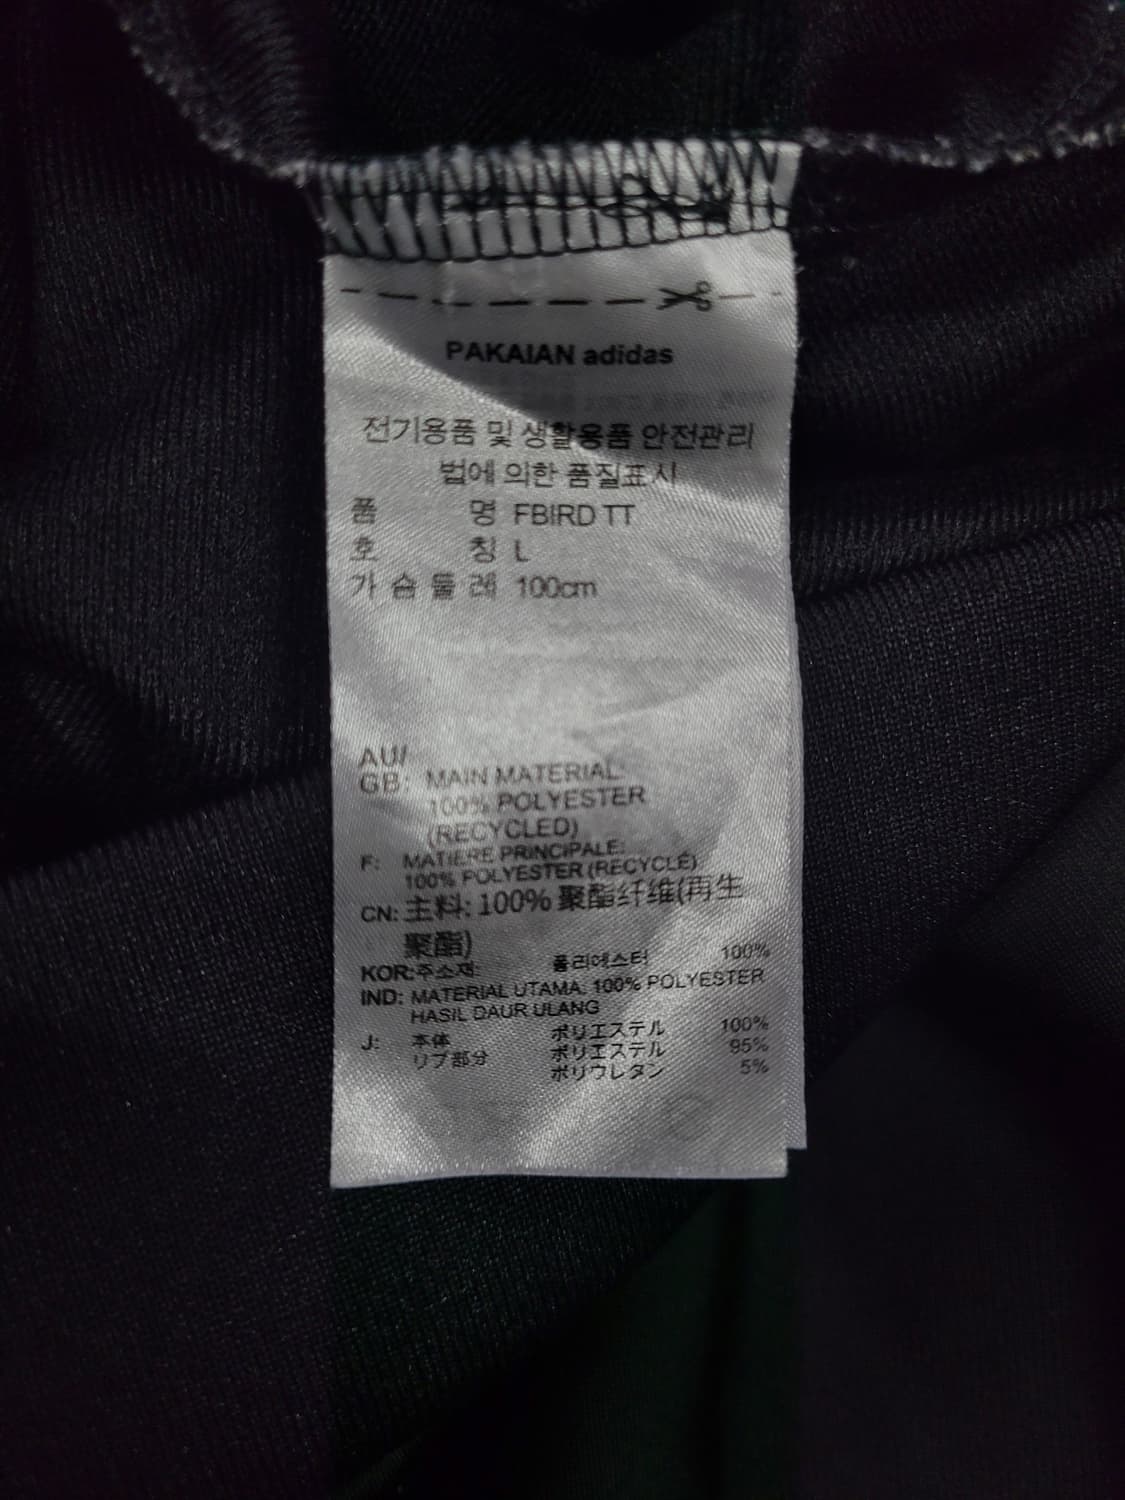 PAKAIAN adidas
전기용품 및 생활용품 안전관리
법에 의한 품질표시
품 명 FBIRD TT
호 칭 L
가 슴 둘 레 100cm
AU/
GB: MAIN MATERIAL:
100% POLYESTER
(RECYCLED)
F: MATIERE PRINCIPALE:
100% POLYESTER (RECYCLÉ)
CN: 主料: 100% 聚酯纤维(再生
聚酯)
KOR:주소재: 폴리에스터 100%
IND: MATERIAL UTAMA: 100% POLYESTER
HASIL DAUR ULANG
J: 本体 ポリエステル 100%
リブ部分 ポリエステル 95%
ポリウレタン 5%